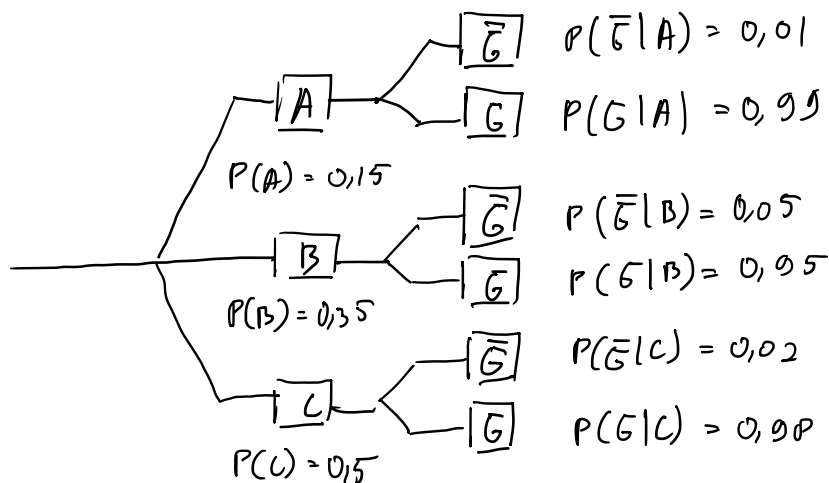 G̅ P(G̅|A) = 0,01
A
G P(G|A) = 0,99
P(A) = 0,15
G̅ P(G̅|B) = 0,05
B
G P(G|B) = 0,95
P(B) = 0,35
G̅ P(G̅|C) = 0,02
C
G P(G|C) = 0,98
P(C) = 0,5